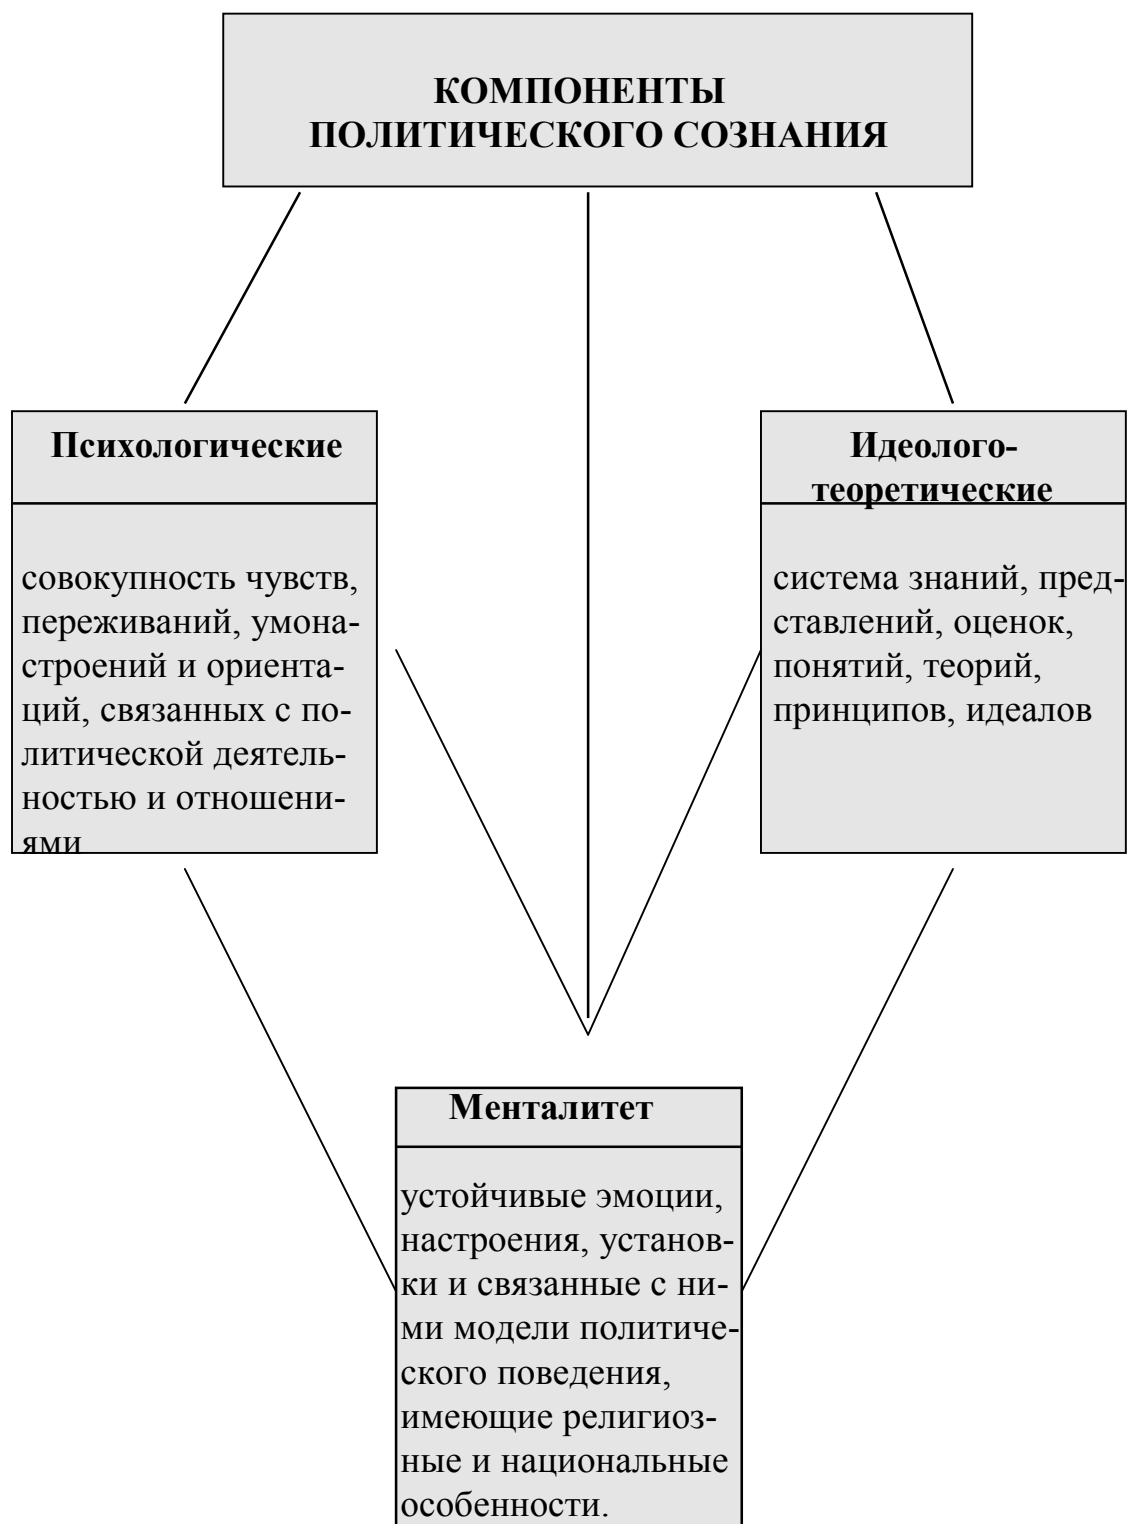 КОМПОНЕНТЫ
ПОЛИТИЧЕСКОГО СОЗНАНИЯ
Психологические
совокупность чувств,
переживаний, умона-
строений и ориента-
ций, связанных с по-
литической деятель-
ностью и отношени-
ями
Идеолого-
теоретические
система знаний, пред-
ставлений, оценок,
понятий, теорий,
принципов, идеалов
Менталитет
устойчивые эмоции,
настроения, установ-
ки и связанные с ни-
ми модели политиче-
ского поведения,
имеющие религиоз-
ные и национальные
особенности.